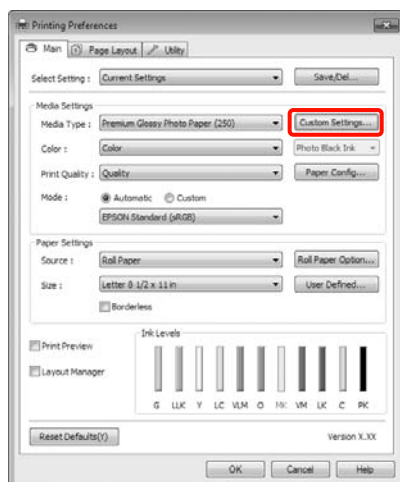 Printing Preferences
Main Page Layout Utility
Select Setting : Current Settings Save/Del...
Media Settings
Media Type : Premium Glossy Photo Paper (250) Custom Settings...
Color : Color Photo Black Ink
Print Quality : Quality Paper Config...
Mode : Automatic Custom
EPSON Standard (sRGB)
Paper Settings
Source : Roll Paper Roll Paper Option...
Size : Letter 8 1/2 x 11 in User Defined...
Borderless
Ink Levels
Print Preview
Layout Manager
G LLK Y LC VLM O MK VM LK C PK
Reset Defaults(Y) Version X.XX
OK Cancel Help